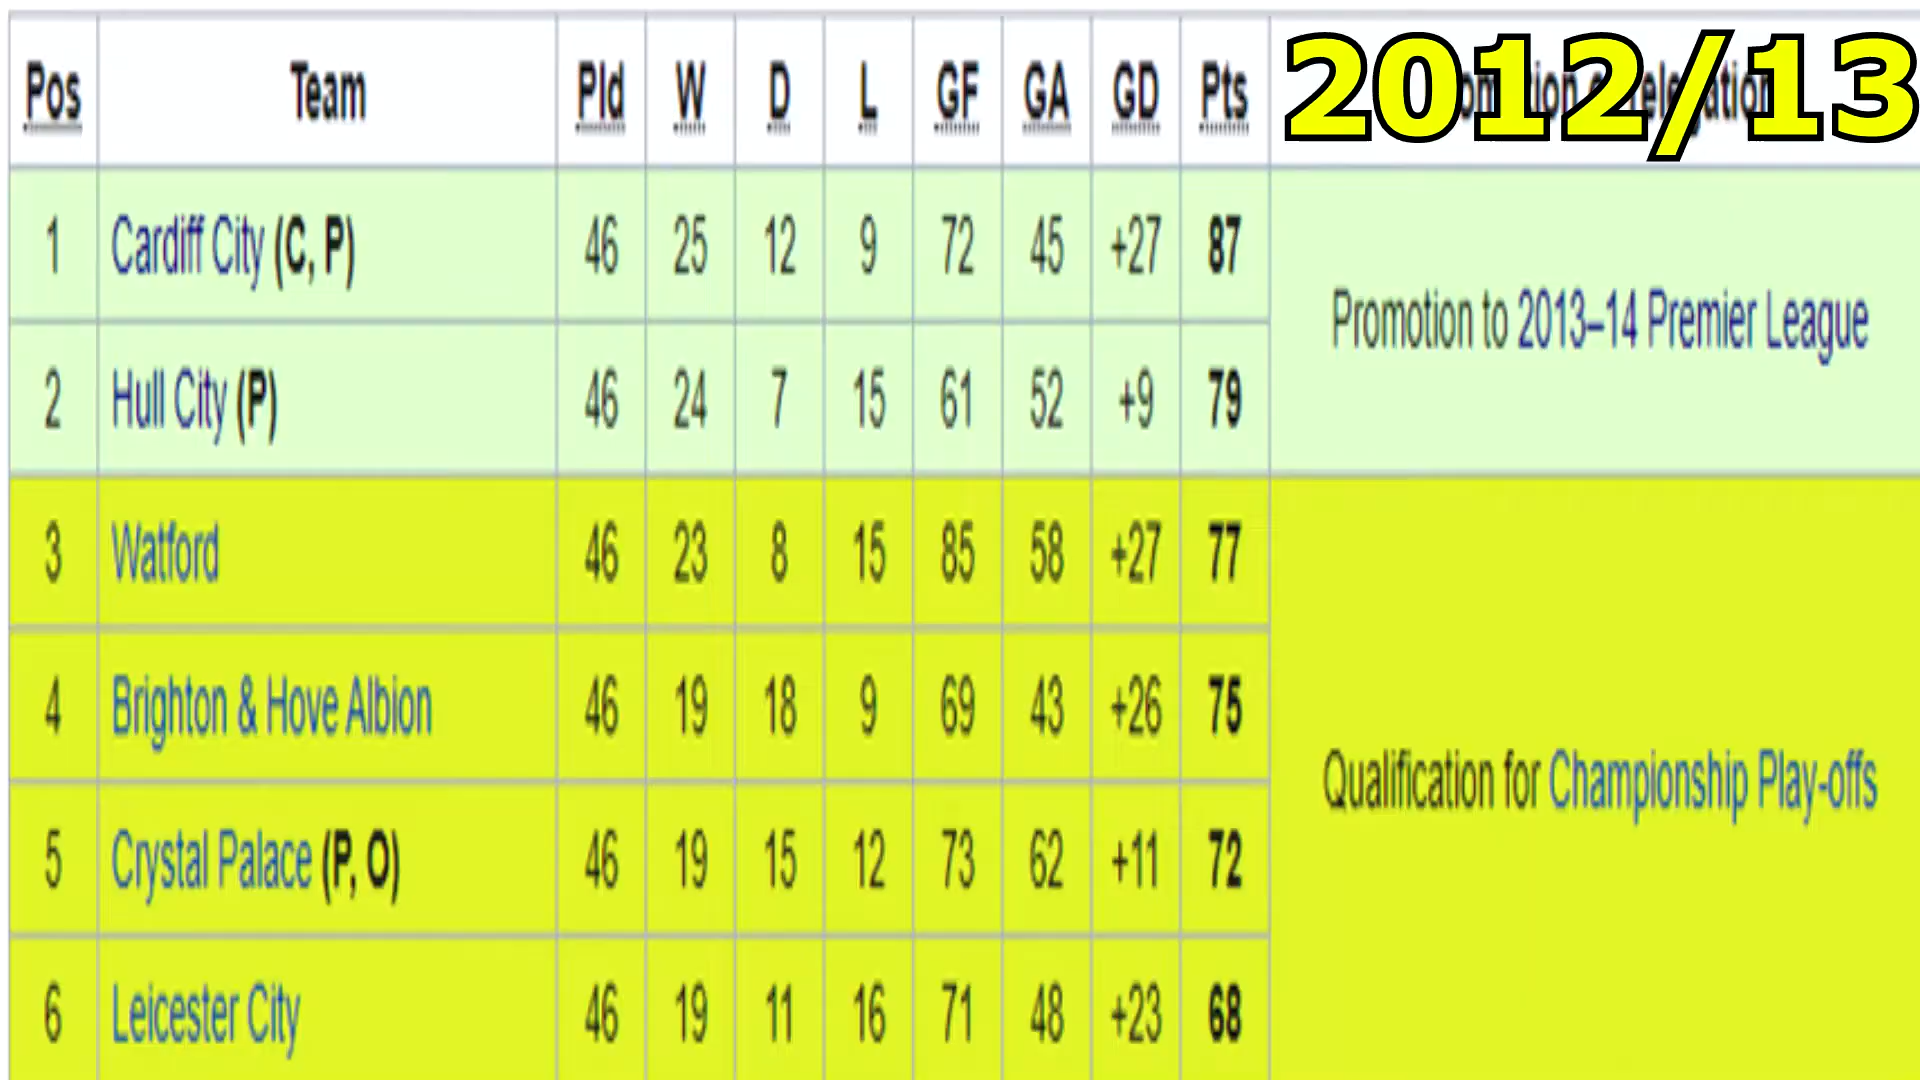 Pos Team Pld W D L GF GA GD Pts 2012/13
1 Cardiff City (C, P) 46 25 12 9 72 45 +27 87
Promotion to 2013–14 Premier League
2 Hull City (P) 46 24 7 15 61 52 +9 79
3 Watford 46 23 8 15 85 58 +27 77
4 Brighton & Hove Albion 46 19 18 9 69 43 +26 75
Qualification for Championship Play-offs
5 Crystal Palace (P, O) 46 19 15 12 73 62 +11 72
6 Leicester City 46 19 11 16 71 48 +23 68